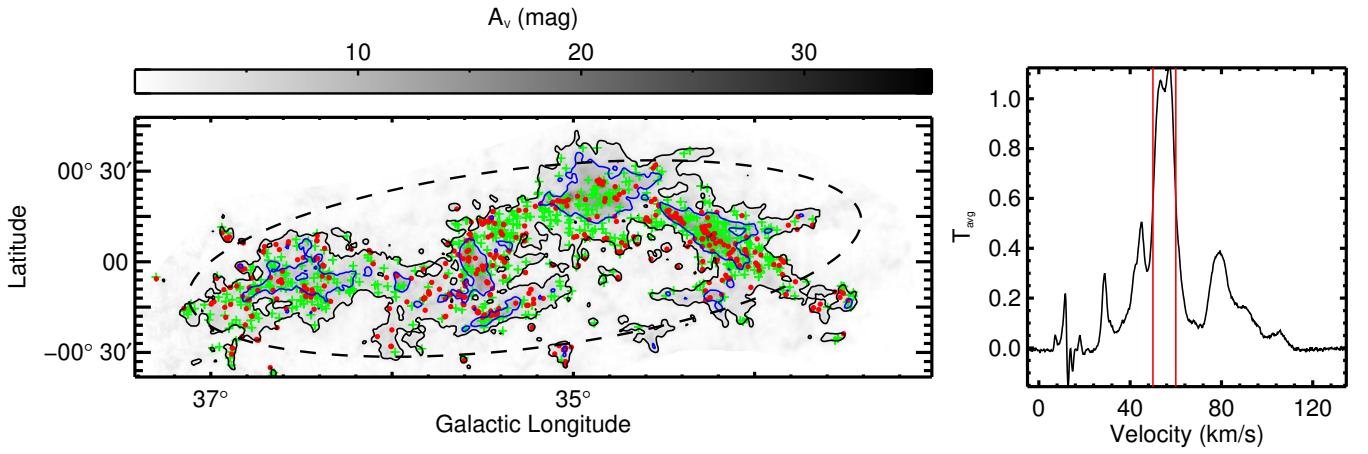 A_v (mag)
10 20 30
00° 30′
00
−00° 30′
Latitude
37° 35°
Galactic Longitude
1.0
0.8
0.6
0.4
0.2
0.0
T_avg
0 40 80 120
Velocity (km/s)